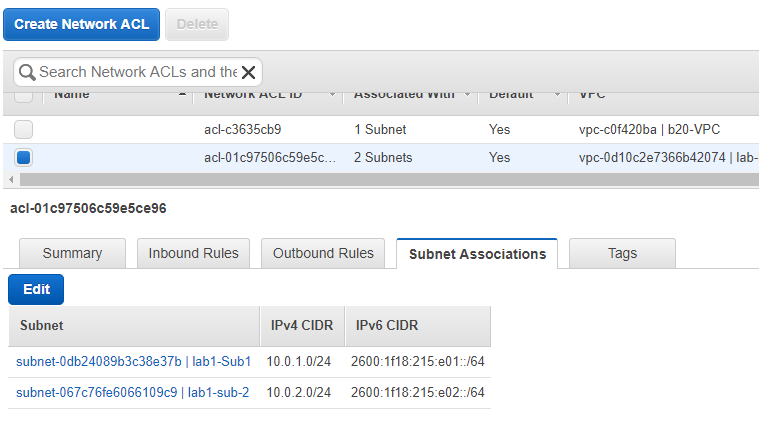 Create Network ACL Delete
Search Network ACLs and the
Name Network ACL ID Associated With Default VPC
acl-c3635cb9 1 Subnet Yes vpc-c0f420ba | b20-VPC
acl-01c97506c59e5c... 2 Subnets Yes vpc-0d10c2e7366b42074 | lab-
acl-01c97506c59e5ce96
Summary Inbound Rules Outbound Rules Subnet Associations Tags
Edit
Subnet IPv4 CIDR IPv6 CIDR
subnet-0db24089b3c38e37b | lab1-Sub1 10.0.1.0/24 2600:1f18:215:e01::/64
subnet-067c76fe6066109c9 | lab1-sub-2 10.0.2.0/24 2600:1f18:215:e02::/64